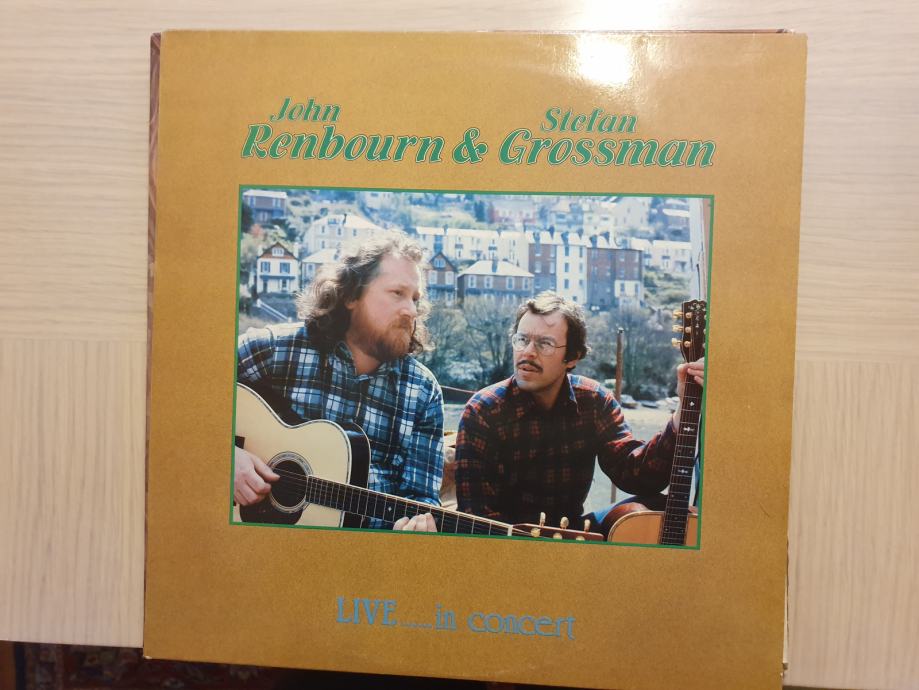 John Stefan
Renbourn & Grossman
LIVE......in concert